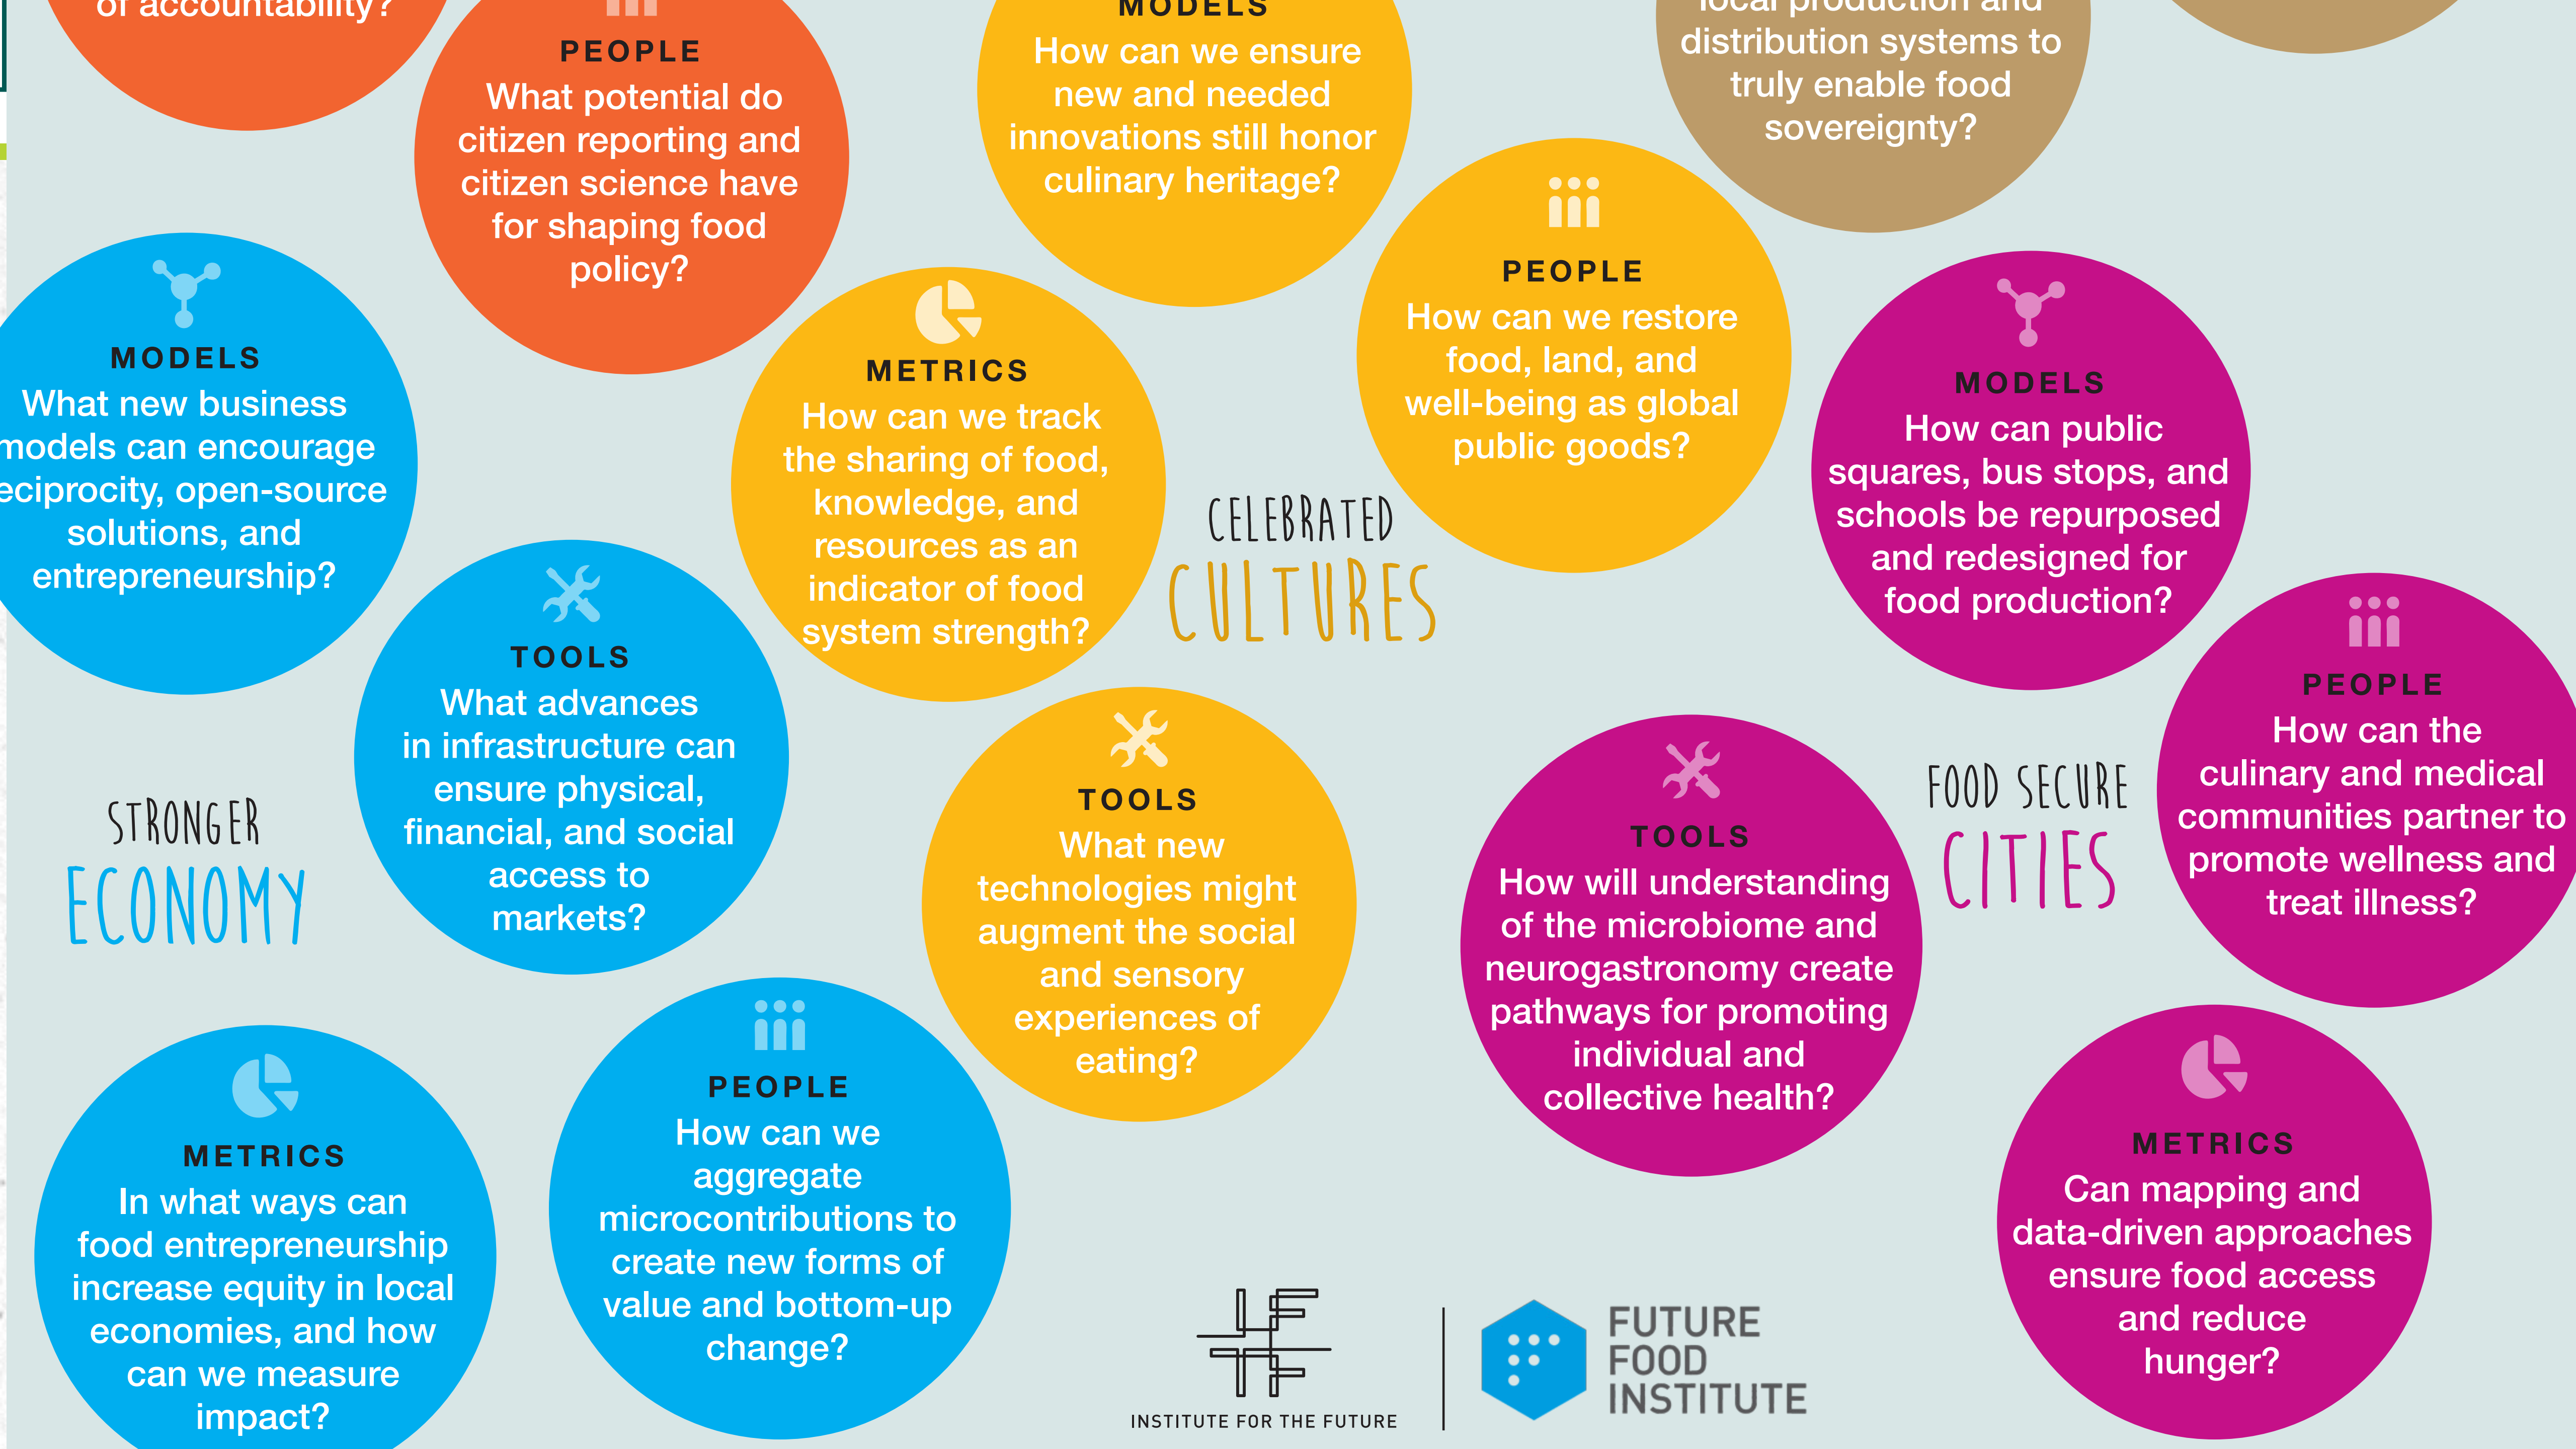 of accountability?
PEOPLE
What potential do
citizen reporting and
citizen science have
for shaping food
policy?
MODELS
How can we ensure
new and needed
innovations still honor
culinary heritage?
local production and
distribution systems to
truly enable food
sovereignty?
MODELS
What new business
models can encourage
eciprocity, open-source
solutions, and
entrepreneurship?
METRICS
How can we track
the sharing of food,
knowledge, and
resources as an
indicator of food
system strength?
PEOPLE
How can we restore
food, land, and
well-being as global
public goods?
MODELS
How can public
squares, bus stops, and
schools be repurposed
and redesigned for
food production?
CELEBRATED
CULTURES
TOOLS
What advances
in infrastructure can
ensure physical,
financial, and social
access to
markets?
STRONGER
ECONOMY
TOOLS
What new
technologies might
augment the social
and sensory
experiences of
eating?
TOOLS
How will understanding
of the microbiome and
neurogastronomy create
pathways for promoting
individual and
collective health?
FOOD SECURE
CITIES
PEOPLE
How can the
culinary and medical
communities partner to
promote wellness and
treat illness?
METRICS
In what ways can
food entrepreneurship
increase equity in local
economies, and how
can we measure
impact?
PEOPLE
How can we
aggregate
microcontributions to
create new forms of
value and bottom-up
change?
METRICS
Can mapping and
data-driven approaches
ensure food access
and reduce
hunger?
INSTITUTE FOR THE FUTURE
FUTURE
FOOD
INSTITUTE